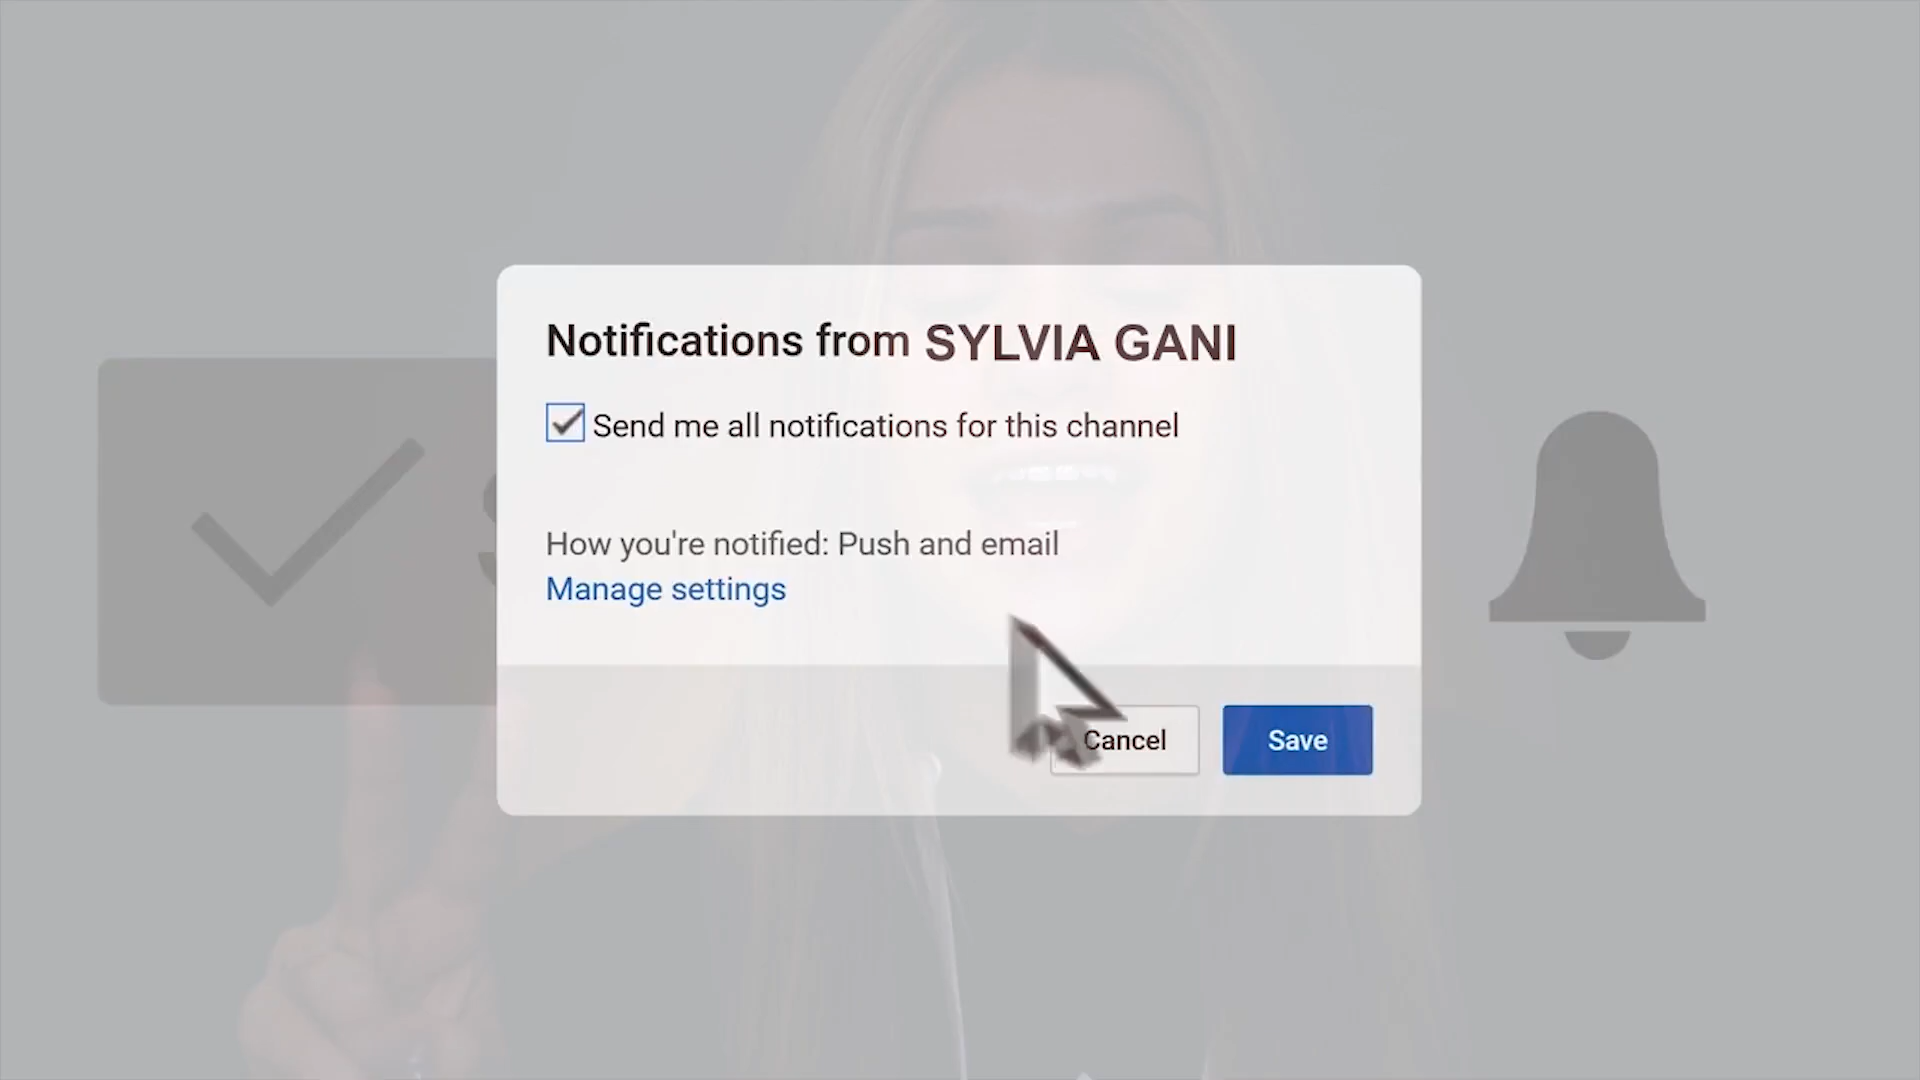 Notifications from SYLVIA GANI
Send me all notifications for this channel
How you're notified: Push and email
Manage settings
Cancel
Save